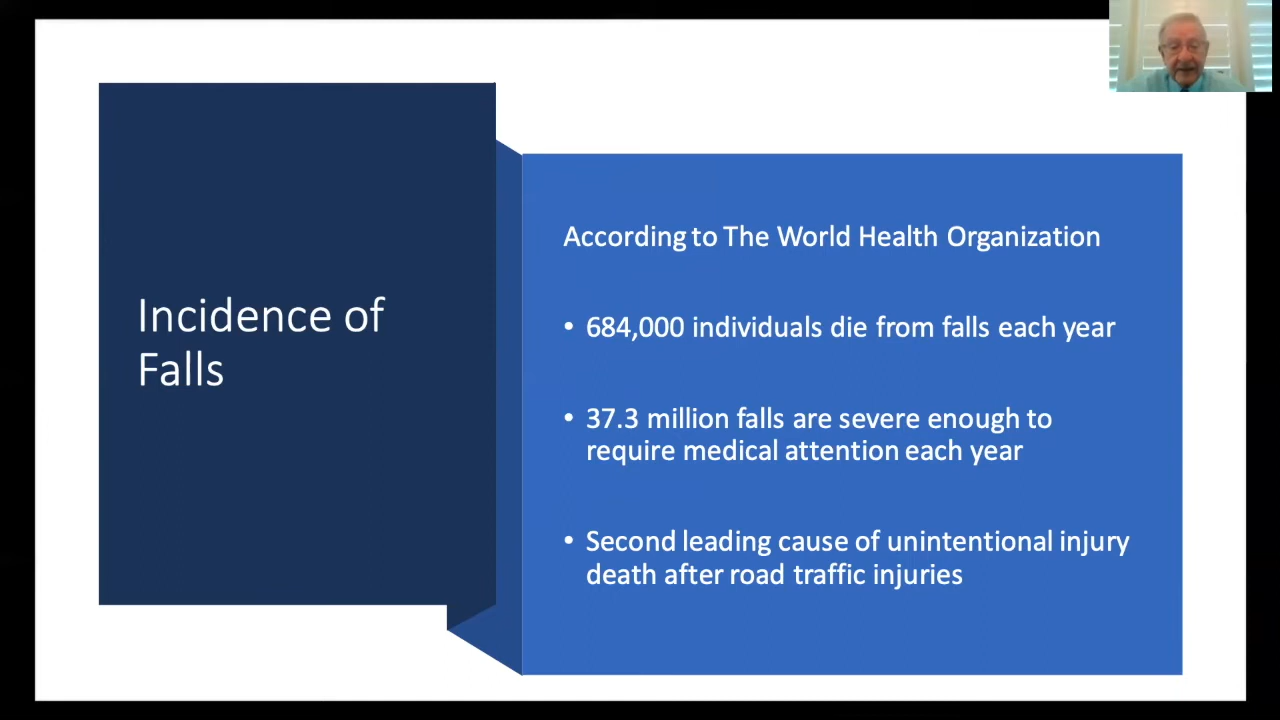 Incidence of
Falls
According to The World Health Organization
• 684,000 individuals die from falls each year
• 37.3 million falls are severe enough to
require medical attention each year
• Second leading cause of unintentional injury
death after road traffic injuries